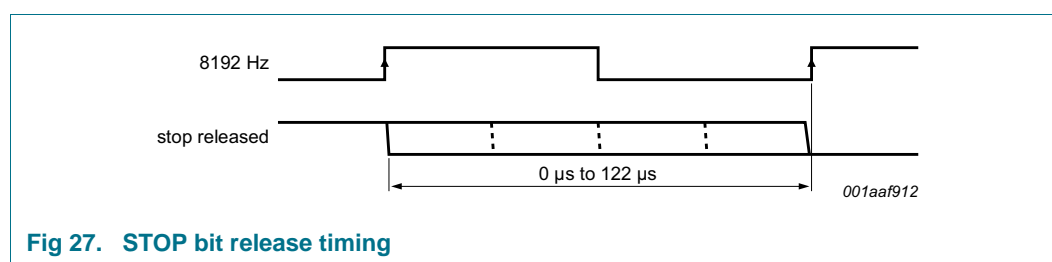 8192 Hz
stop released
0 μs to 122 μs
001aaf912
Fig 27. STOP bit release timing